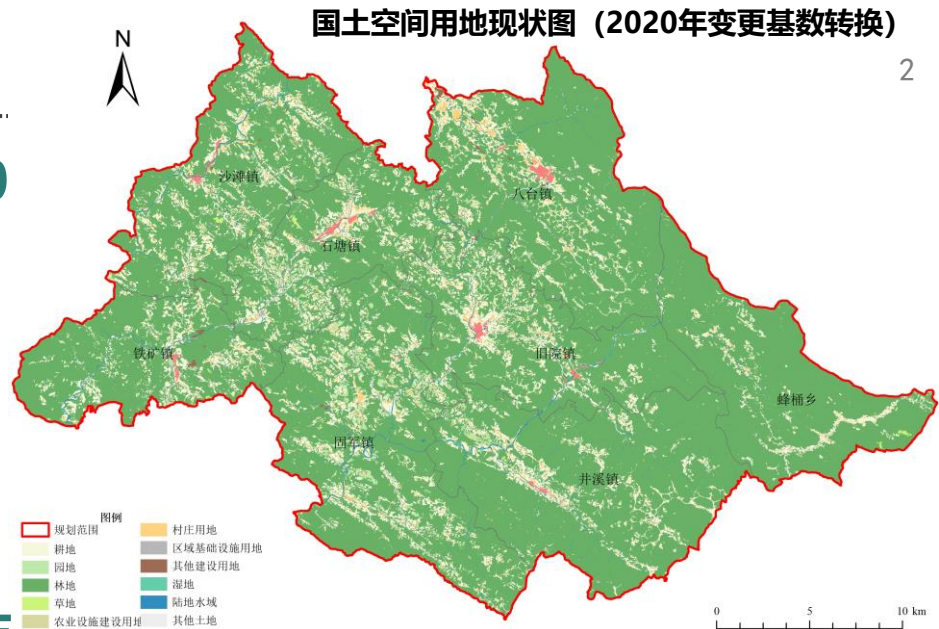 国土空间用地现状图（2020年变更基数转换）
N
2
沙滩镇
八台镇
石塘镇
铁矿镇
旧院镇
蜂桶乡
固军镇
井溪镇
图例
规划范围
耕地
园地
林地
草地
农业设施建设用地
村庄用地
区域基础设施用地
其他建设用地
湿地
陆地水域
其他土地
0 5 10 km